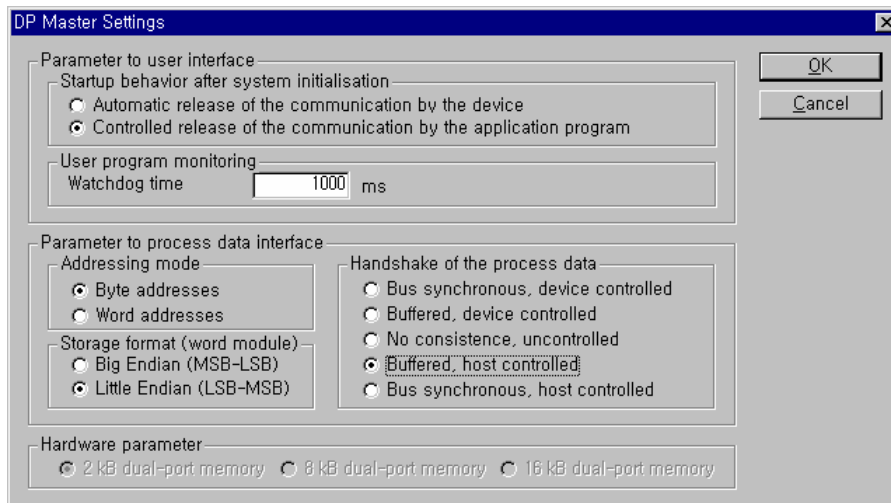 DP Master Settings
Parameter to user interface
Startup behavior after system initialisation
Automatic release of the communication by the device
Controlled release of the communication by the application program
User program monitoring
Watchdog time 1000 ms
OK
Cancel
Parameter to process data interface
Addressing mode
Byte addresses
Word addresses
Storage format (word module)
Big Endian (MSB-LSB)
Little Endian (LSB-MSB)
Handshake of the process data
Bus synchronous, device controlled
Buffered, device controlled
No consistence, uncontrolled
Buffered, host controlled
Bus synchronous, host controlled
Hardware parameter
2 kB dual-port memory 8 kB dual-port memory 16 kB dual-port memory